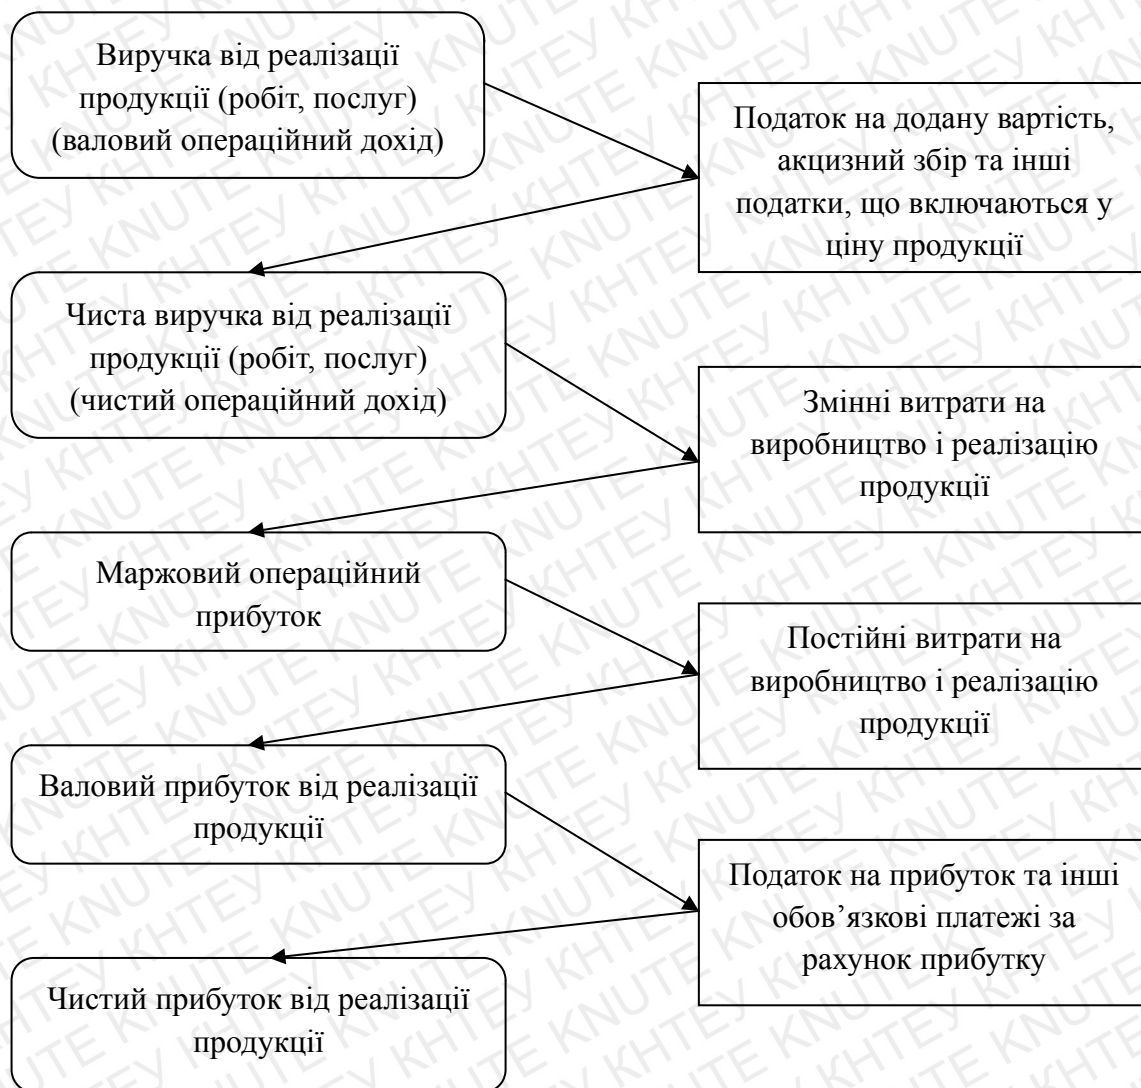 Виручка від реалізації
продукції (робіт, послуг)
(валовий операційний дохід)
Податок на додану вартість,
акцизний збір та інші
податки, що включаються у
ціну продукції
Чиста виручка від реалізації
продукції (робіт, послуг)
(чистий операційний дохід)
Змінні витрати на
виробництво і реалізацію
продукції
Маржовий операційний
прибуток
Постійні витрати на
виробництво і реалізацію
продукції
Валовий прибуток від реалізації
продукції
Податок на прибуток та інші
обов’язкові платежі за
рахунок прибутку
Чистий прибуток від реалізації
продукції